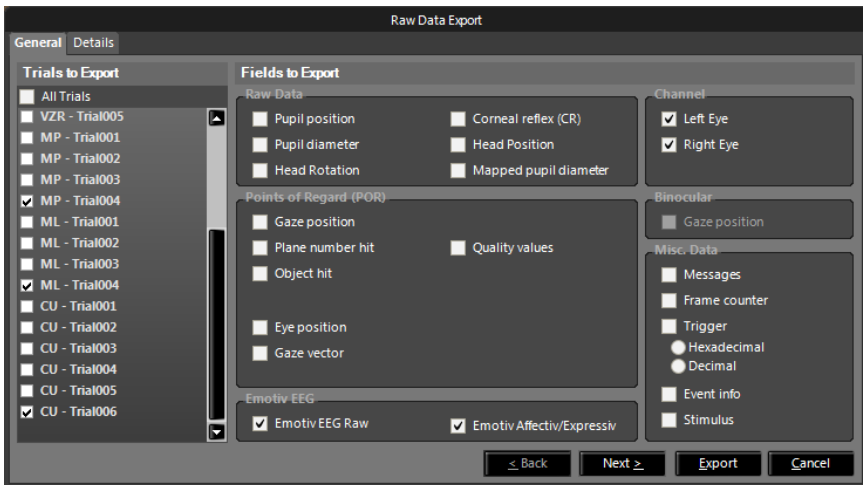 Raw Data Export
General Details
Trials to Export
All Trials
VZR - Trial005
MP - Trial001
MP - Trial002
MP - Trial003
MP - Trial004
ML - Trial001
ML - Trial002
ML - Trial003
ML - Trial004
CU - Trial001
CU - Trial002
CU - Trial003
CU - Trial004
CU - Trial005
CU - Trial006
Fields to Export
Raw Data
Pupil position
Corneal reflex (CR)
Pupil diameter
Head Position
Head Rotation
Mapped pupil diameter
Points of Regard (POR)
Gaze position
Plane number hit
Quality values
Object hit
Eye position
Gaze vector
Emotiv EEG
Emotiv EEG Raw
Emotiv Affectiv/Expressiv
Channel
Left Eye
Right Eye
Binocular
Gaze position
Misc. Data
Messages
Frame counter
Trigger
Hexadecimal
Decimal
Event info
Stimulus
< Back
Next >
Export
Cancel